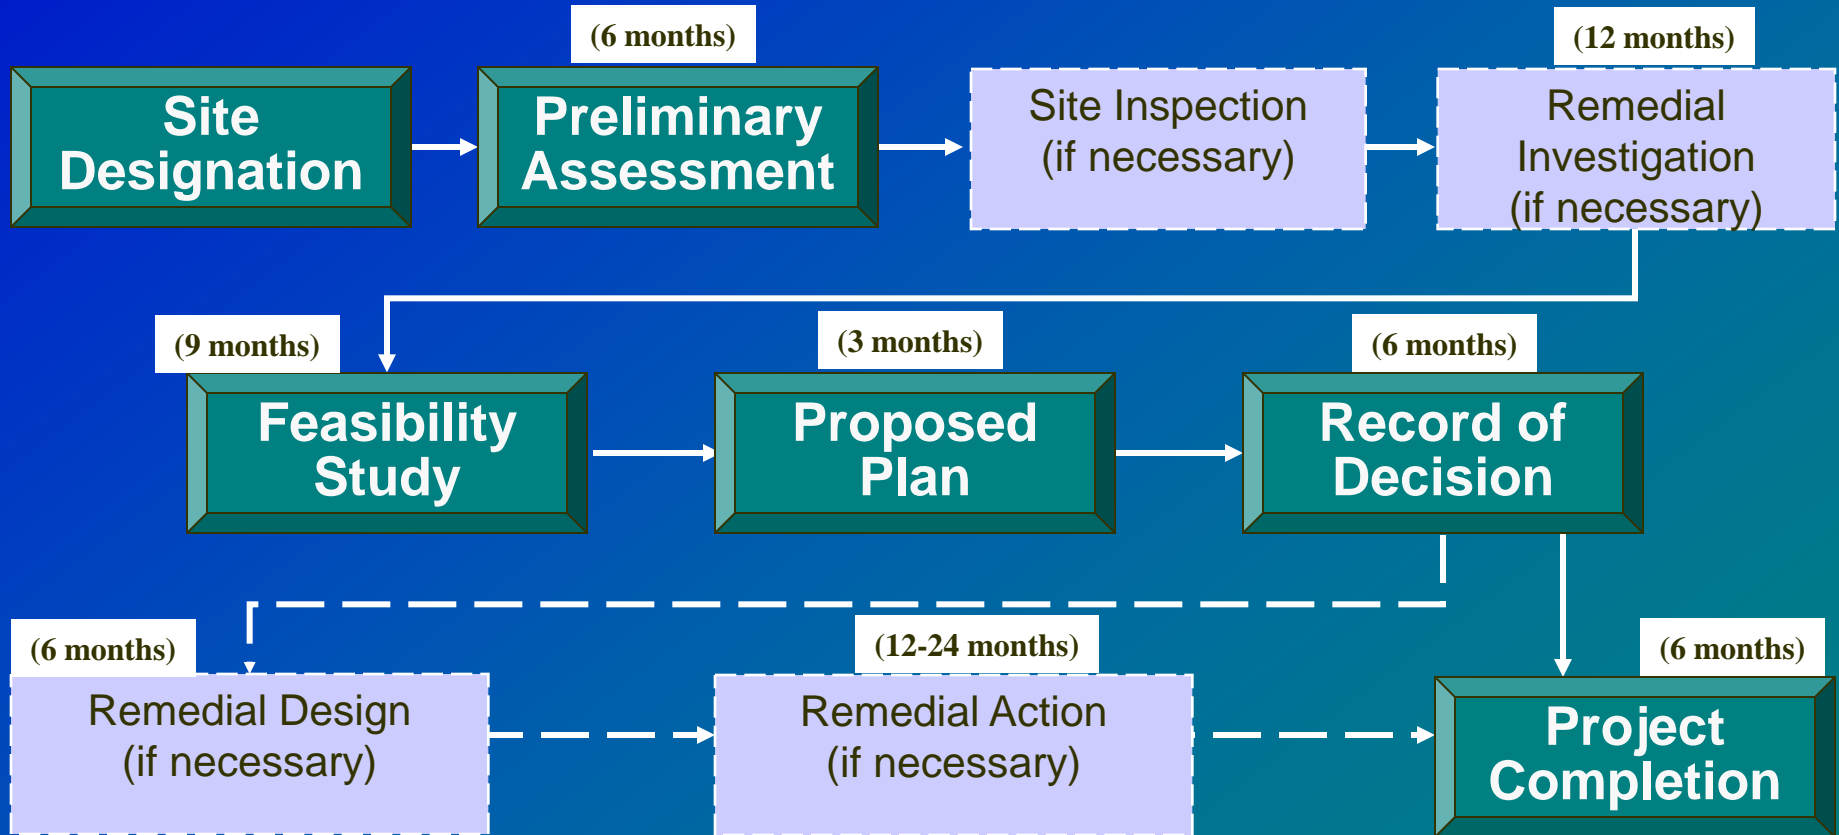 (6 months)
(12 months)
Site
Designation
Preliminary
Assessment
Site Inspection
(if necessary)
Remedial
Investigation
(if necessary)
(9 months)
(3 months)
(6 months)
Feasibility
Study
Proposed
Plan
Record of
Decision
(6 months)
(12-24 months)
(6 months)
Remedial Design
(if necessary)
Remedial Action
(if necessary)
Project
Completion